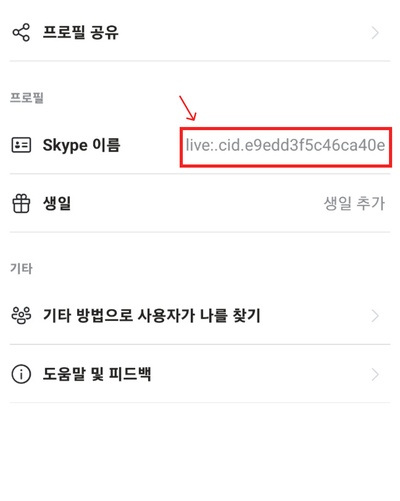 프로필 공유
프로필
Skype 이름 live:.cid.e9edd3f5c46ca40e
생일 생일 추가
기타
기타 방법으로 사용자가 나를 찾기
도움말 및 피드백